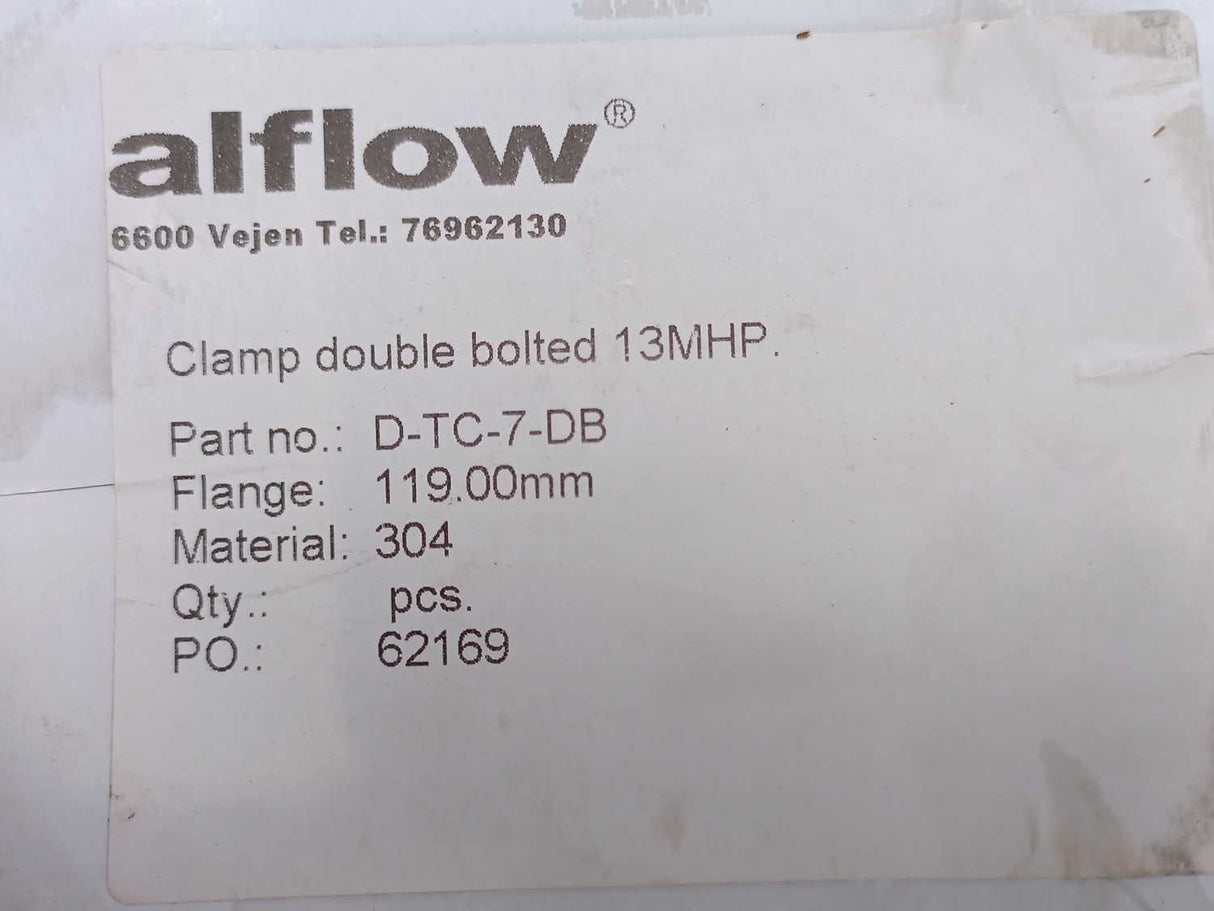 alflow®
6600 Vejen Tel.: 76962130
Clamp double bolted 13MHP.
Part no.: D-TC-7-DB
Flange: 119.00mm
Material: 304
Qty.: pcs.
PO.: 62169